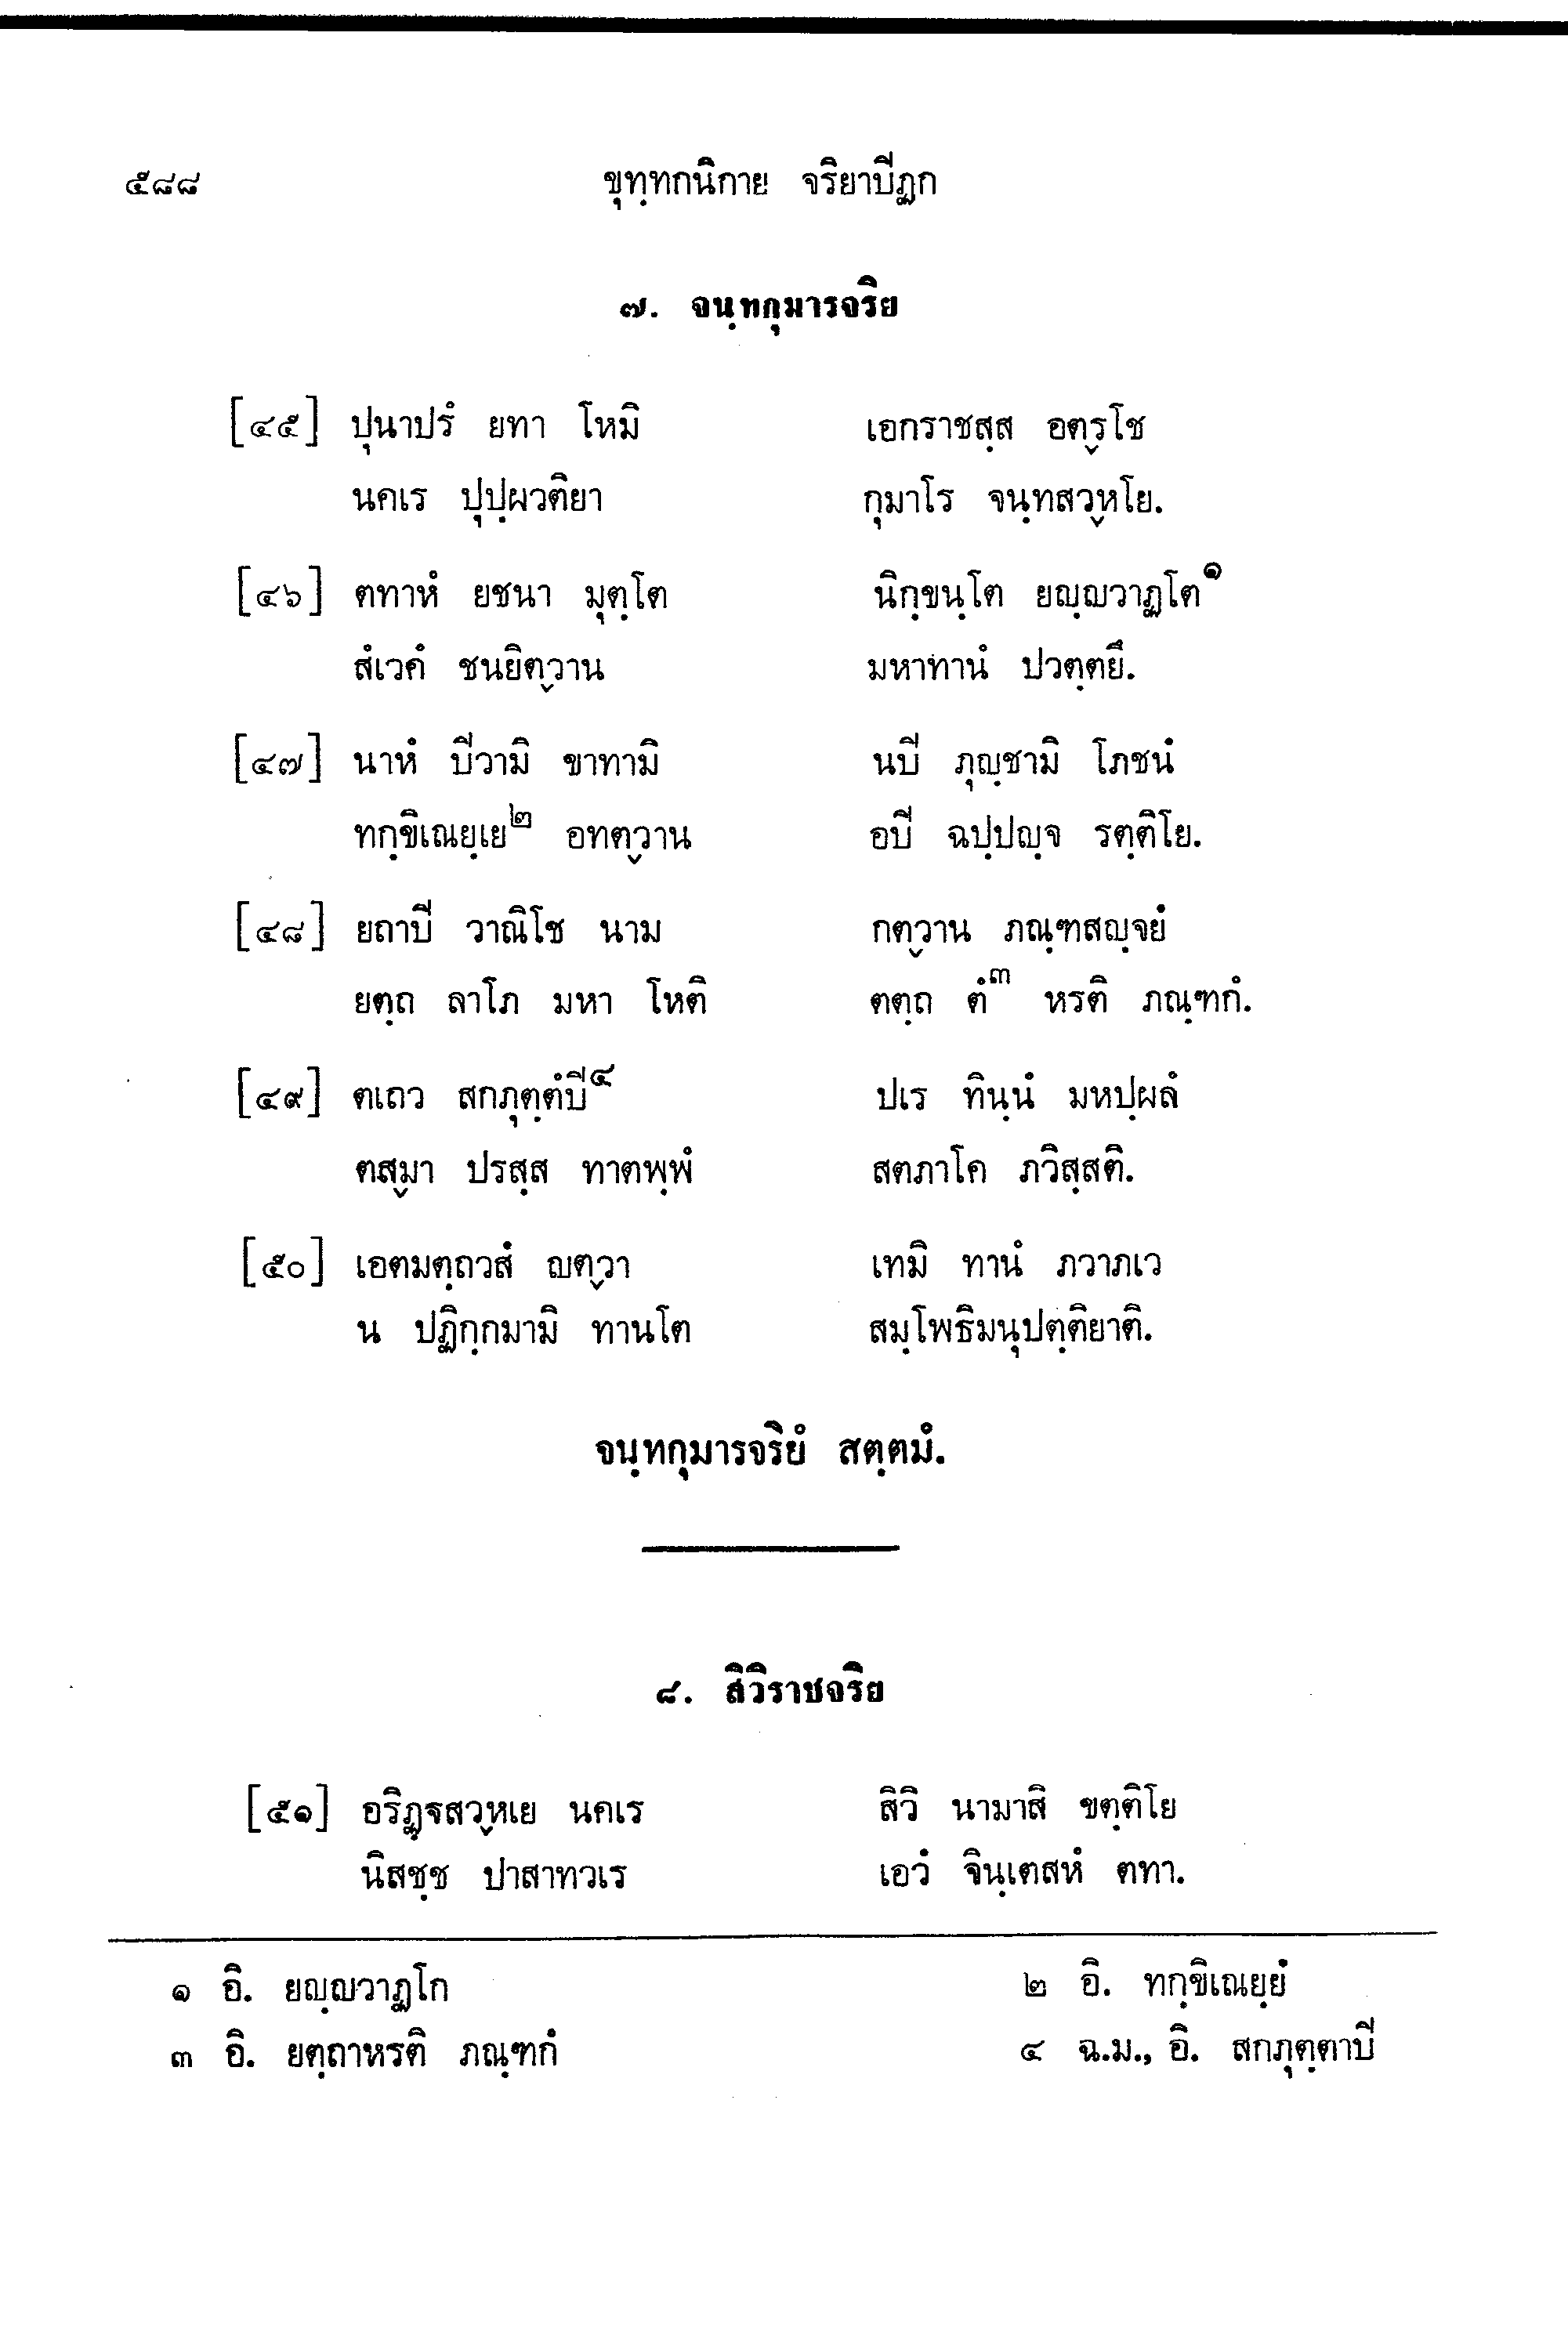 ๕๘๘ ขุทฺทกนิกาย จริยาปิฏก
๗. จนฺทกุมารจริย
[๔๕] ปุนาปรํ ยทา โหมิ เอกราชสฺส อต๎รโช
นคเร ปุปฺผวติยา กุมาโร จนฺทสว๎หโย.
[๔๖] ตทาหํ ยชนา มุตฺโต นิกฺขนฺโต ยญฺญวาฏโต๑
สํเวคํ ชนยิต๎วาน มหาทานํ ปวตฺตยึ.
[๔๗] นาหํ ปิวามิ ขาทามิ นปิ ภุญฺชามิ โภชนํ
ทกฺขิเณยฺเย๒ อทต๎วาน อปิ ฉปฺปญฺจ รตฺติโย.
[๔๘] ยถาปิ วาณิโช นาม กต๎วาน ภณฺฑสญฺจยํ
ยตฺถ ลาโภ มหา โหติ ตตฺถ ตํ๓ หรติ ภณฺฑกํ.
[๔๙] ตเถว สกภุตฺตํปิ๔ ปเร ทินฺนํ มหปฺผลํ
ตส๎มา ปรสฺส ทาตพฺพํ สตภาโค ภวิสฺสติ.
[๕๐] เอตมตฺถวสํ ญต๎วา เทมิ ทานํ ภวาภเว
น ปฏิกฺกมามิ ทานโต สมฺโพธิมนุปตฺติยาติ.
จนฺทกุมารจริยํ สตฺตมํ.
๘. สิวิราชจริย
[๕๑] อริฏฺฐสว๎หเย นคเร สิวิ นามาสิ ขตฺติโย
นิสชฺช ปาสาทวเร เอวํ จินฺเตสหํ ตทา.
๑ อิ. ยญฺญวาฏโก ๒ อิ. ทกฺขิเณยฺยํ
๓ อิ. ยตฺถาหรติ ภณฺฑกํ ๔ ฉ.ม., อิ. สกภุตฺตาปิ